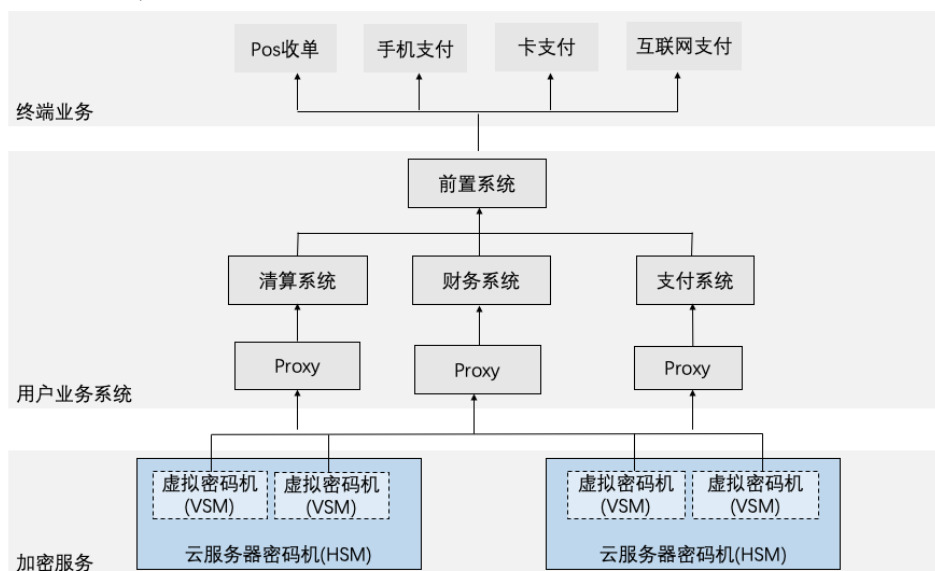 Pos收单
手机支付
卡支付
互联网支付
终端业务
前置系统
清算系统
财务系统
支付系统
Proxy
Proxy
Proxy
用户业务系统
虚拟密码机
(VSM)
虚拟密码机
(VSM)
虚拟密码机
(VSM)
虚拟密码机
(VSM)
云服务器密码机(HSM)
云服务器密码机(HSM)
加密服务